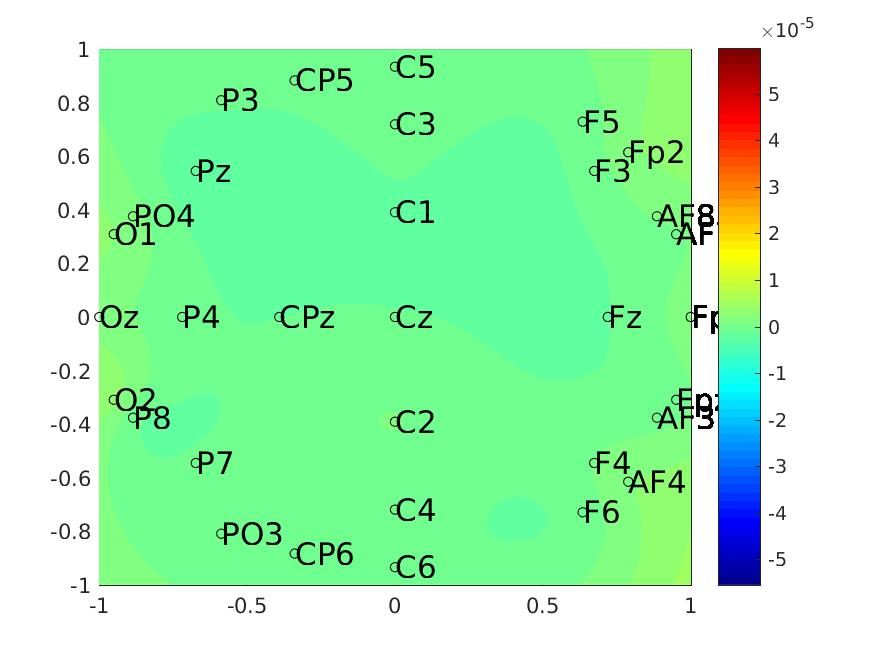 ×10-5
1 C5
CP5
P3
0.8
C3
F5
Fp2
0.6
Pz F3
0.4 PO4 C1 AF8
O1 AF
0.2
0 Oz P4 CPz Cz Fz Fp
-0.2
O2
-0.4 P8 C2 AF3
P7 F4
-0.6
AF4
C4 F6
-0.8 PO3
CP6
C6
-1
-1 -0.5 0 0.5 1
5
4
3
2
1
0
-1
-2
-3
-4
-5